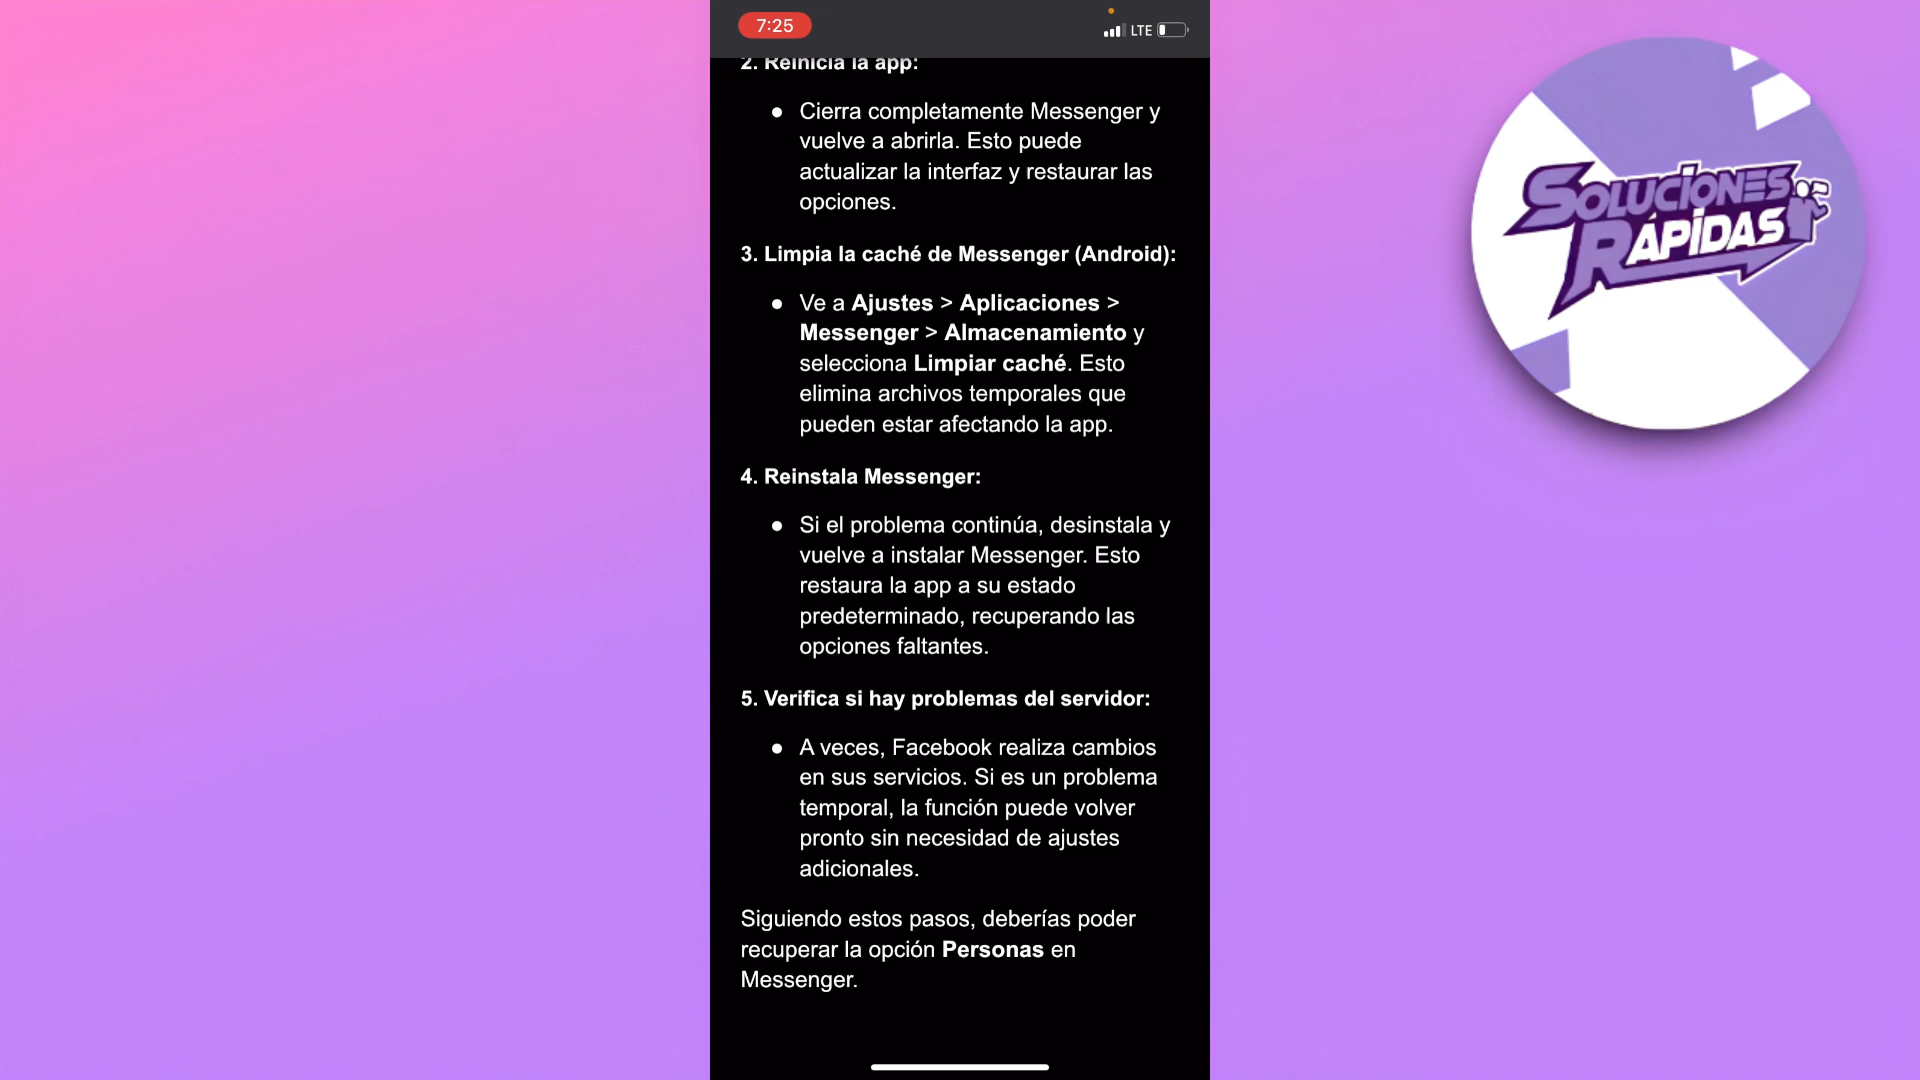 7:25
LTE
2. Reinicia la app:
● Cierra completamente Messenger y
vuelve a abrirla. Esto puede
actualizar la interfaz y restaurar las
opciones.
3. Limpia la caché de Messenger (Android):
● Ve a Ajustes > Aplicaciones >
Messenger > Almacenamiento y
selecciona Limpiar caché. Esto
elimina archivos temporales que
pueden estar afectando la app.
4. Reinstala Messenger:
● Si el problema continúa, desinstala y
vuelve a instalar Messenger. Esto
restaura la app a su estado
predeterminado, recuperando las
opciones faltantes.
5. Verifica si hay problemas del servidor:
● A veces, Facebook realiza cambios
en sus servicios. Si es un problema
temporal, la función puede volver
pronto sin necesidad de ajustes
adicionales.
Siguiendo estos pasos, deberías poder
recuperar la opción Personas en
Messenger.
SOLUCIONES
RÁPIDAS